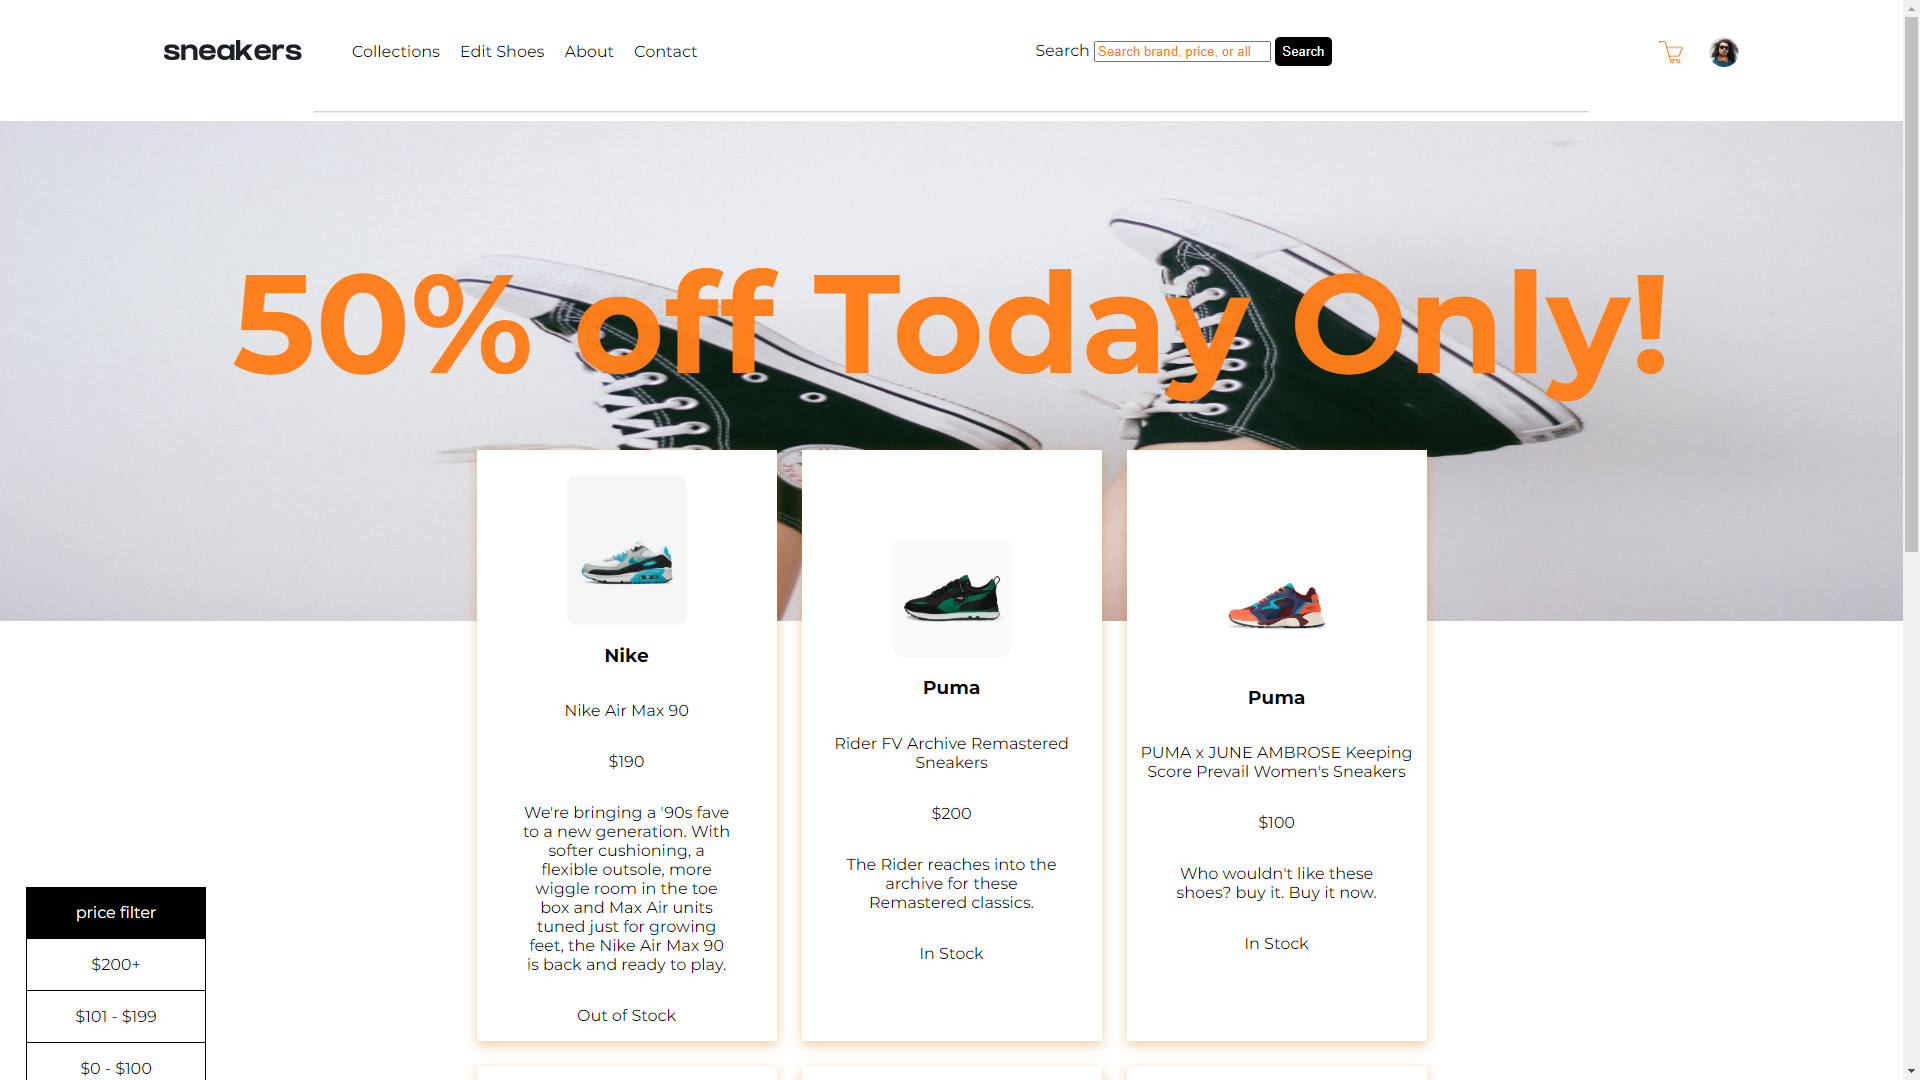 sneakers
Collections
Edit Shoes
About
Contact
Search
Search brand, price, or all
Search
50% off Today Only!
Nike
Nike Air Max 90
$190
We're bringing a '90s fave
to a new generation. With
softer cushioning, a
flexible outsole, more
wiggle room in the toe
box and Max Air units
tuned just for growing
feet, the Nike Air Max 90
is back and ready to play.
Out of Stock
Puma
Rider FV Archive Remastered
Sneakers
$200
The Rider reaches into the
archive for these
Remastered classics.
In Stock
Puma
PUMA x JUNE AMBROSE Keeping
Score Prevail Women's Sneakers
$100
Who wouldn't like these
shoes? buy it. Buy it now.
In Stock
price filter
$200+
$101 - $199
$0 - $100